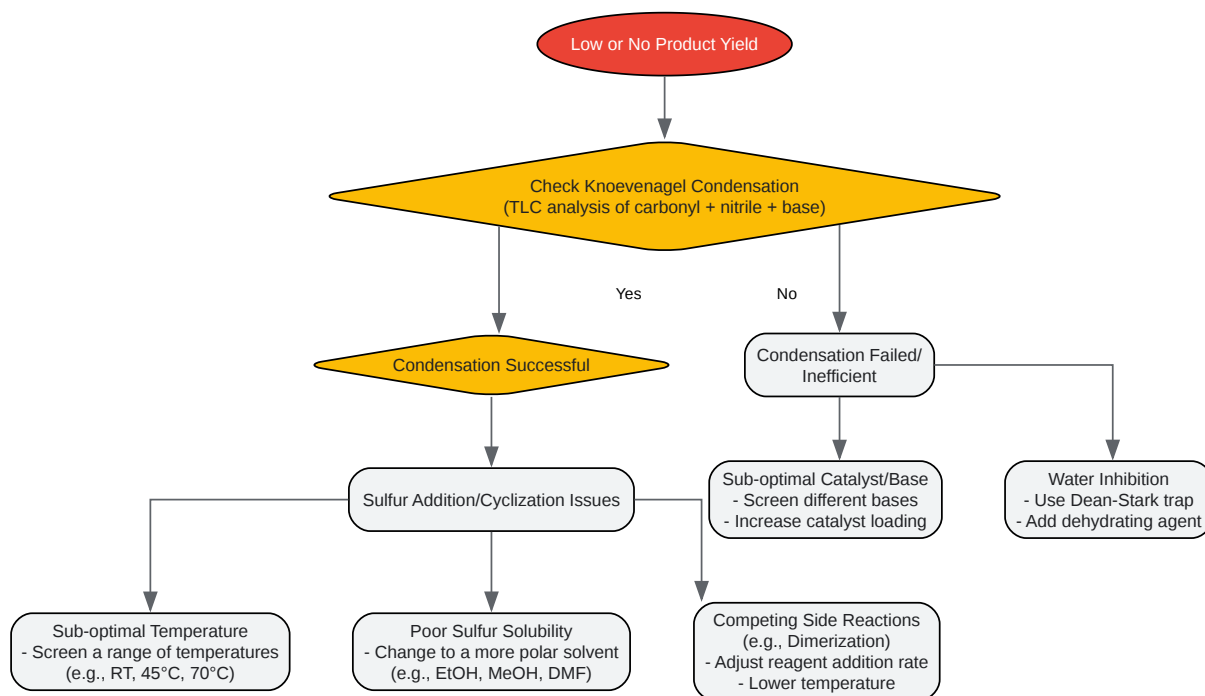 Low or No Product Yield
Check Knoevenagel Condensation
(TLC analysis of carbonyl + nitrile + base)
Yes
No
Condensation Successful
Condensation Failed/
Inefficient
Sulfur Addition/Cyclization Issues
Sub-optimal Catalyst/Base
- Screen different bases
- Increase catalyst loading
Water Inhibition
- Use Dean-Stark trap
- Add dehydrating agent
Sub-optimal Temperature
- Screen a range of temperatures
(e.g., RT, 45°C, 70°C)
Poor Sulfur Solubility
- Change to a more polar solvent
(e.g., EtOH, MeOH, DMF)
Competing Side Reactions
(e.g., Dimerization)
- Adjust reagent addition rate
- Lower temperature